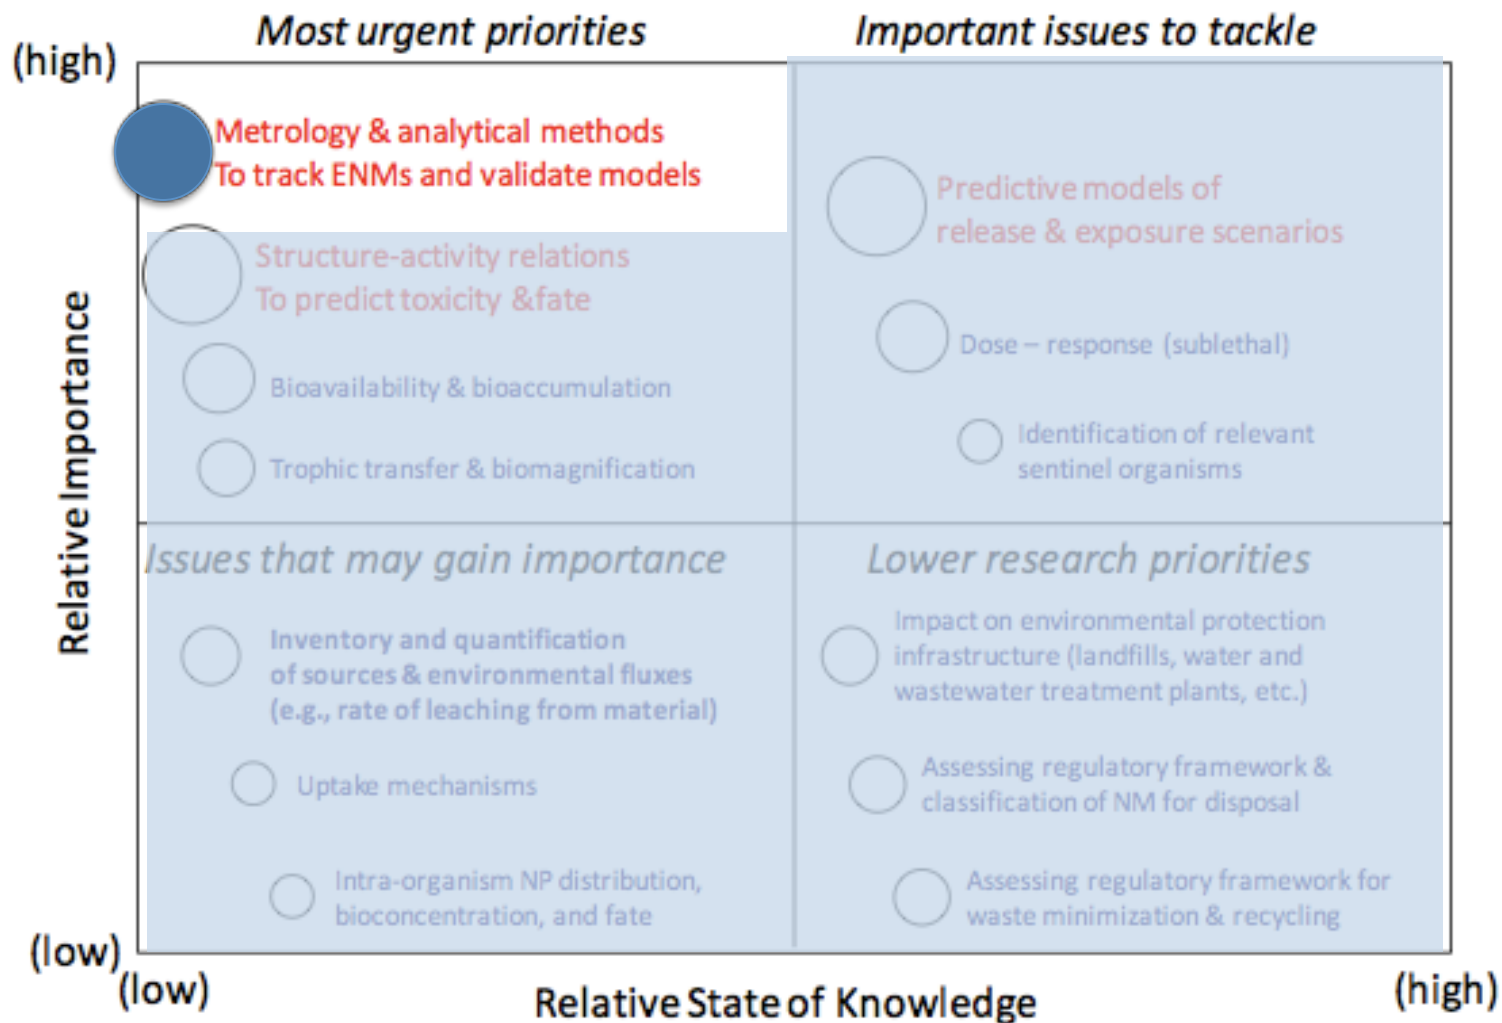 Most urgent priorities
Important issues to tackle
(high)
Metrology & analytical methods
To track ENMs and validate models
Predictive models of
release & exposure scenarios
Structure-activity relations
To predict toxicity &fate
Dose – response (sublethal)
Bioavailability & bioaccumulation
Identification of relevant
sentinel organisms
Trophic transfer & biomagnification
Relative Importance
Issues that may gain importance
Lower research priorities
Inventory and quantification
of sources & environmental fluxes
(e.g., rate of leaching from material)
Impact on environmental protection
infrastructure (landfills, water and
wastewater treatment plants, etc.)
Uptake mechanisms
Assessing regulatory framework &
classification of NM for disposal
Intra-organism NP distribution,
bioconcentration, and fate
Assessing regulatory framework for
waste minimization & recycling
(low)
(low)
Relative State of Knowledge
(high)